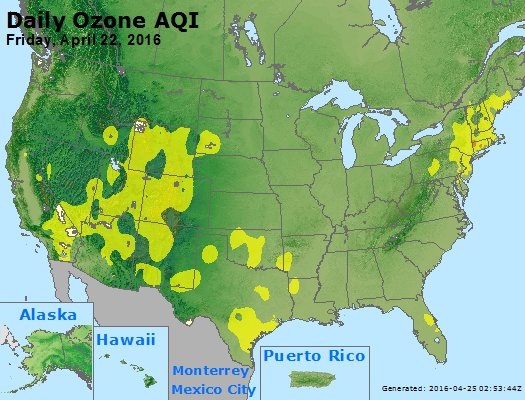 Daily Ozone AQI
Friday, April 22, 2016
Alaska
Hawaii
Puerto Rico
Monterrey
Mexico City
Generated: 2016-04-25 02:53:44Z